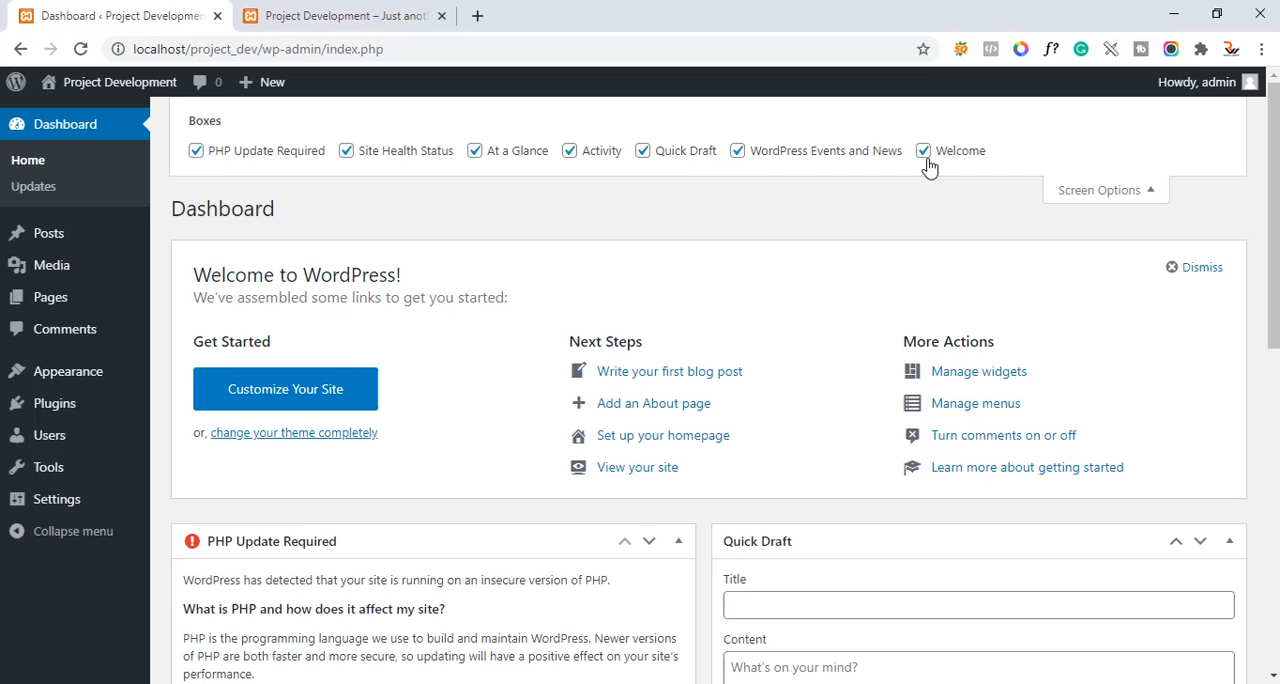 Dashboard ‹ Project Developmen
Project Development – Just anot
localhost/project_dev/wp-admin/index.php
Project Development
0
New
Howdy, admin
Dashboard
Home
Updates
Posts
Media
Pages
Comments
Appearance
Plugins
Users
Tools
Settings
Collapse menu
Boxes
PHP Update Required Site Health Status At a Glance Activity Quick Draft WordPress Events and News Welcome
Screen Options
Dashboard
Welcome to WordPress!
Dismiss
We've assembled some links to get you started:
Get Started
Customize Your Site
or, change your theme completely
Next Steps
Write your first blog post
Add an About page
Set up your homepage
View your site
More Actions
Manage widgets
Manage menus
Turn comments on or off
Learn more about getting started
PHP Update Required
WordPress has detected that your site is running on an insecure version of PHP.
What is PHP and how does it affect my site?
PHP is the programming language we use to build and maintain WordPress. Newer versions
of PHP are both faster and more secure, so updating will have a positive effect on your site's
performance.
Quick Draft
Title
Content
What's on your mind?